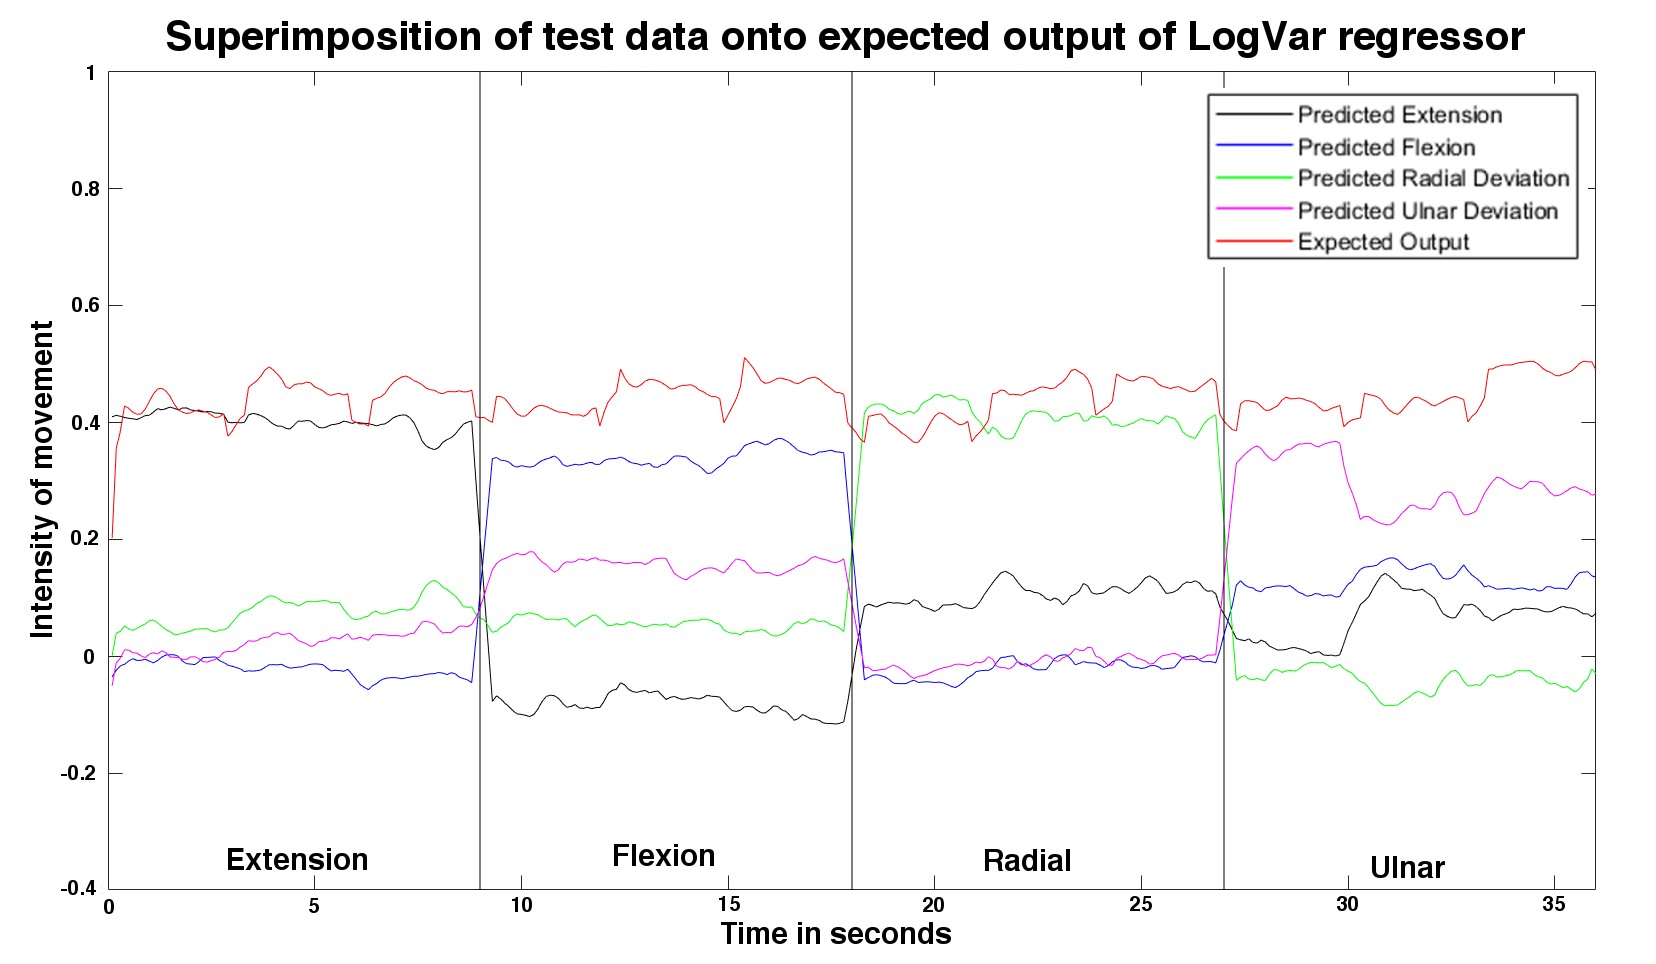 Superimposition of test data onto expected output of LogVar regressor
1
0.8
0.6
0.4
0.2
0
-0.2
-0.4
Intensity of movement
Predicted Extension
Predicted Flexion
Predicted Radial Deviation
Predicted Ulnar Deviation
Expected Output
Extension
Flexion
Radial
Ulnar
0 5 10 15 20 25 30 35
Time in seconds